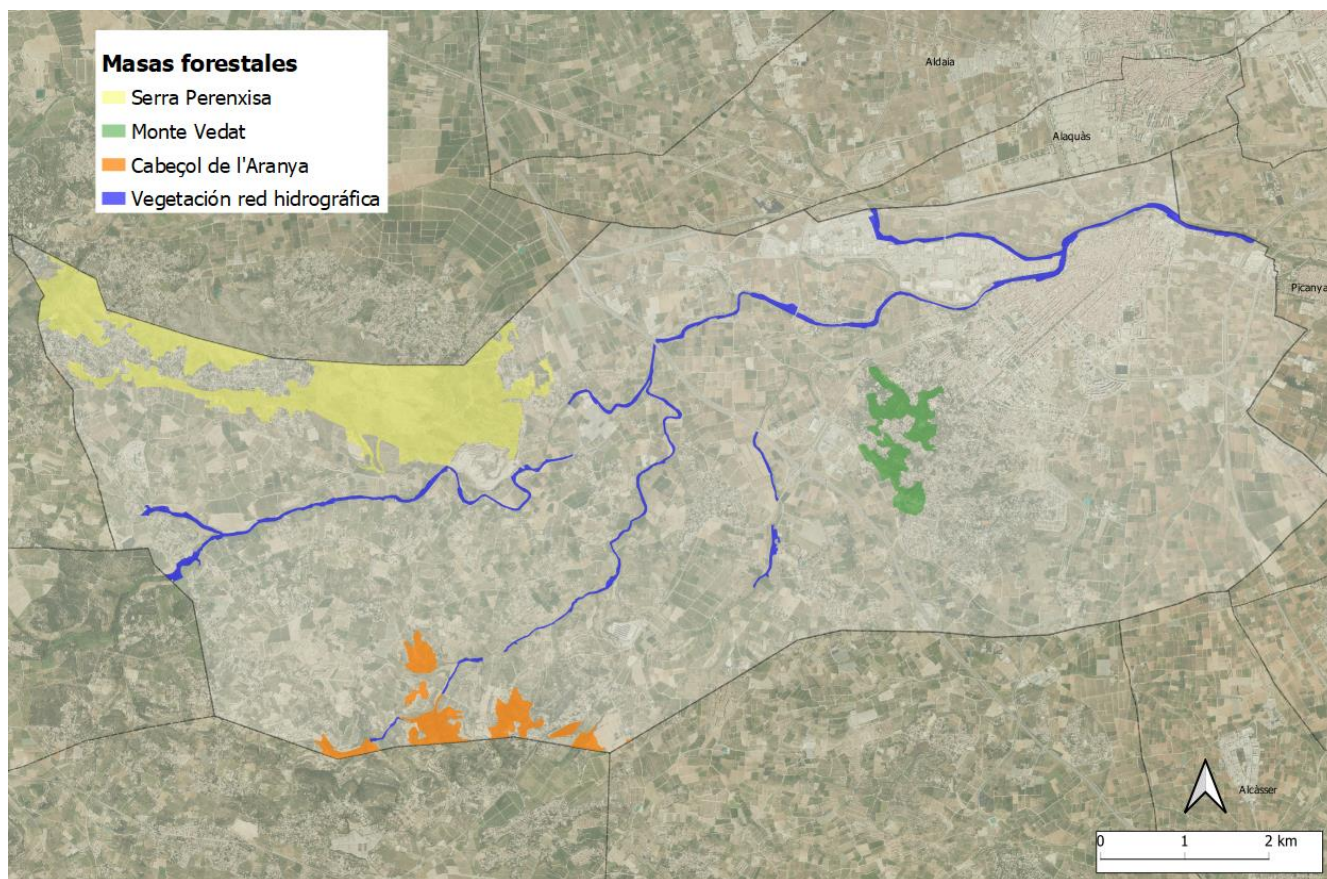 Masas forestales
Serra Perenxisa
Monte Vedat
Cabeçol de l'Aranya
Vegetación red hidrográfica
Aldaia
Alaquàs
Picanya
Alcàsser
0 1 2 km